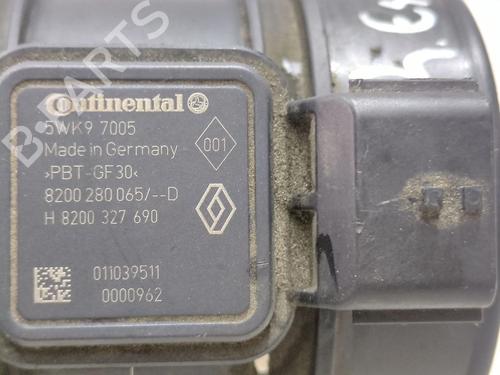 B-PARTS
Continental
5WK9 7005
Made in Germany
001
>PBT-GF30<
8200 280 065/--D
H 8200 327 690
011039511
0000962